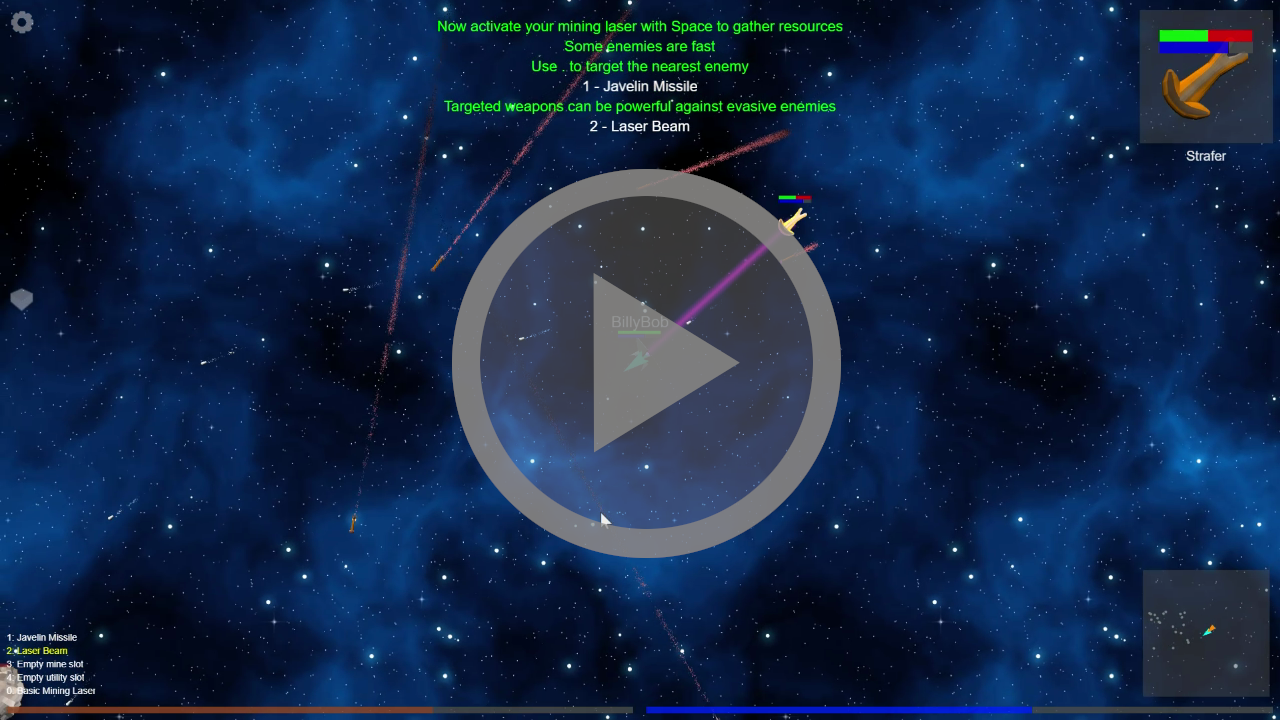 Now activate your mining laser with Space to gather resources
Some enemies are fast
Use . to target the nearest enemy
1 - Javelin Missile
Targeted weapons can be powerful against evasive enemies
2 - Laser Beam
Strafer
BillyBob
1: Javelin Missile
2: Laser Beam
3: Empty mine slot
4: Empty utility slot
0: Basic Mining Laser